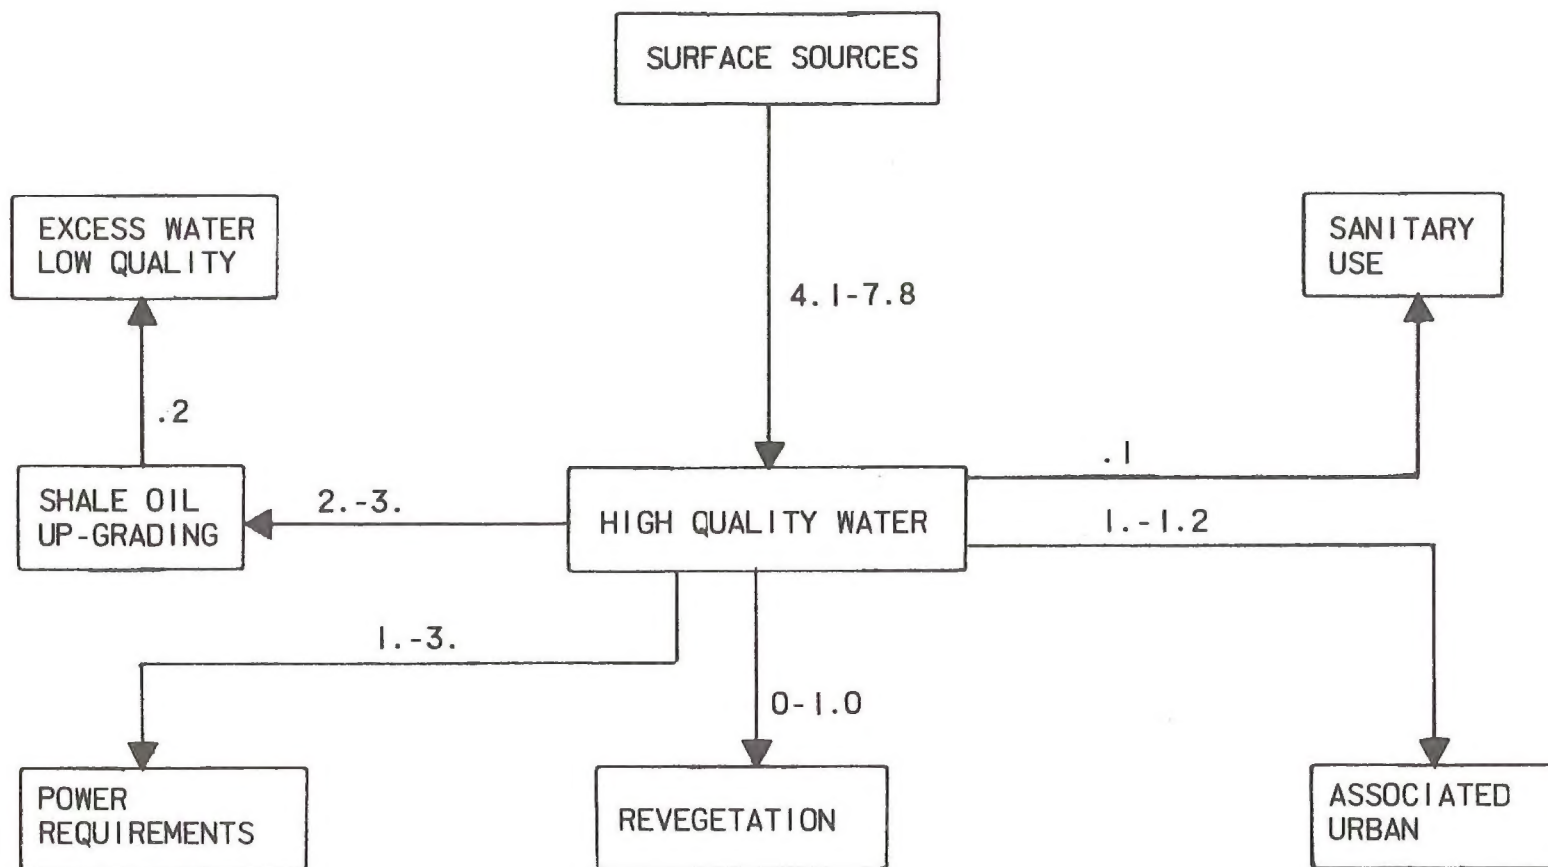 SURFACE SOURCES
EXCESS WATER
LOW QUALITY
SANITARY
USE
4.1-7.8
.2
.1
SHALE OIL
UP-GRADING
2.-3.
HIGH QUALITY WATER
1.-1.2
1.-3.
0-1.0
POWER
REQUIREMENTS
REVEGETATION
ASSOCIATED
URBAN